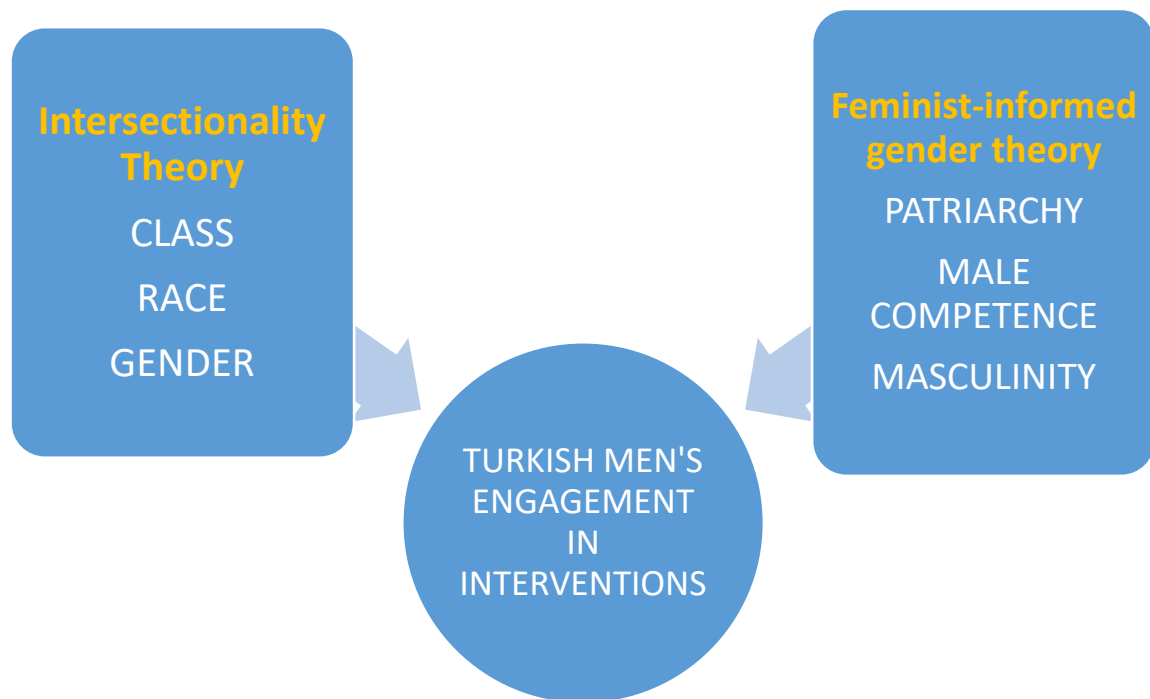 Intersectionality
Theory
CLASS
RACE
GENDER
Feminist-informed
gender theory
PATRIARCHY
MALE
COMPETENCE
MASCULINITY
TURKISH MEN'S
ENGAGEMENT
IN
INTERVENTIONS